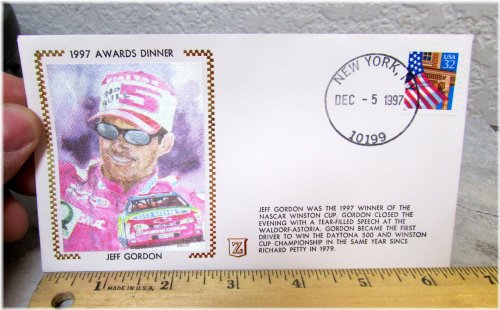 1997 AWARDS DINNER
NO BULL
JEFF GORDON
NEW YORK, N
DEC - 5 1997
10199
USA
32
JEFF GORDON WAS THE 1997 WINNER OF THE
NASCAR WINSTON CUP. GORDON CLOSED THE
EVENING WITH A TEAR-FILLED SPEECH AT THE
WALDORF-ASTORIA. GORDON BECAME THE FIRST
DRIVER TO WIN THE DAYTONA 500 AND WINSTON
CUP CHAMPIONSHIP IN THE SAME YEAR SINCE
RICHARD PETTY IN 1979.
Z
MADE IN U.S.A.
1 2 3 4 5 6 7